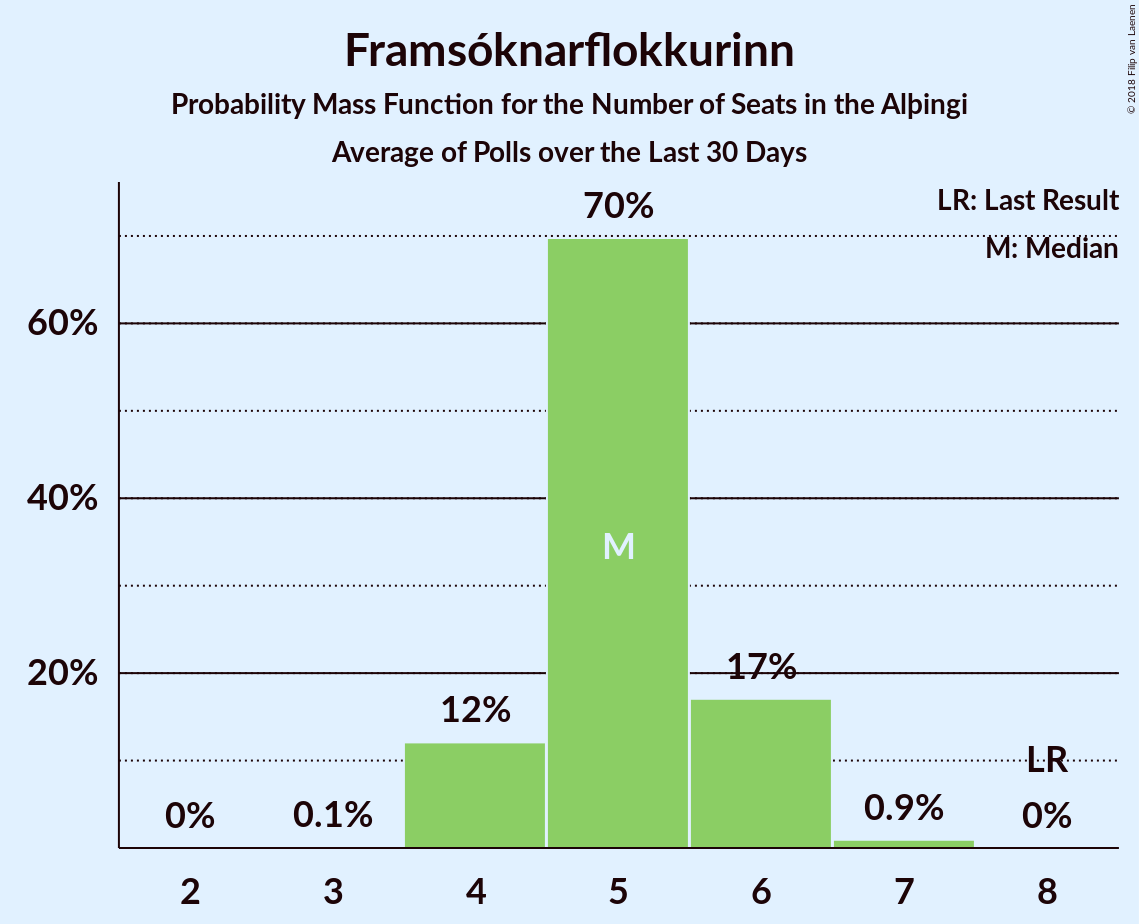 Framsóknarflokkurinn
Probability Mass Function for the Number of Seats in the Alþingi
Average of Polls over the Last 30 Days
© 2018 Filip van Laenen
LR: Last Result
M: Median
70%
60%
40%
20%
M
17%
12%
LR
0%
0.1%
0.9%
0%
2 3 4 5 6 7 8